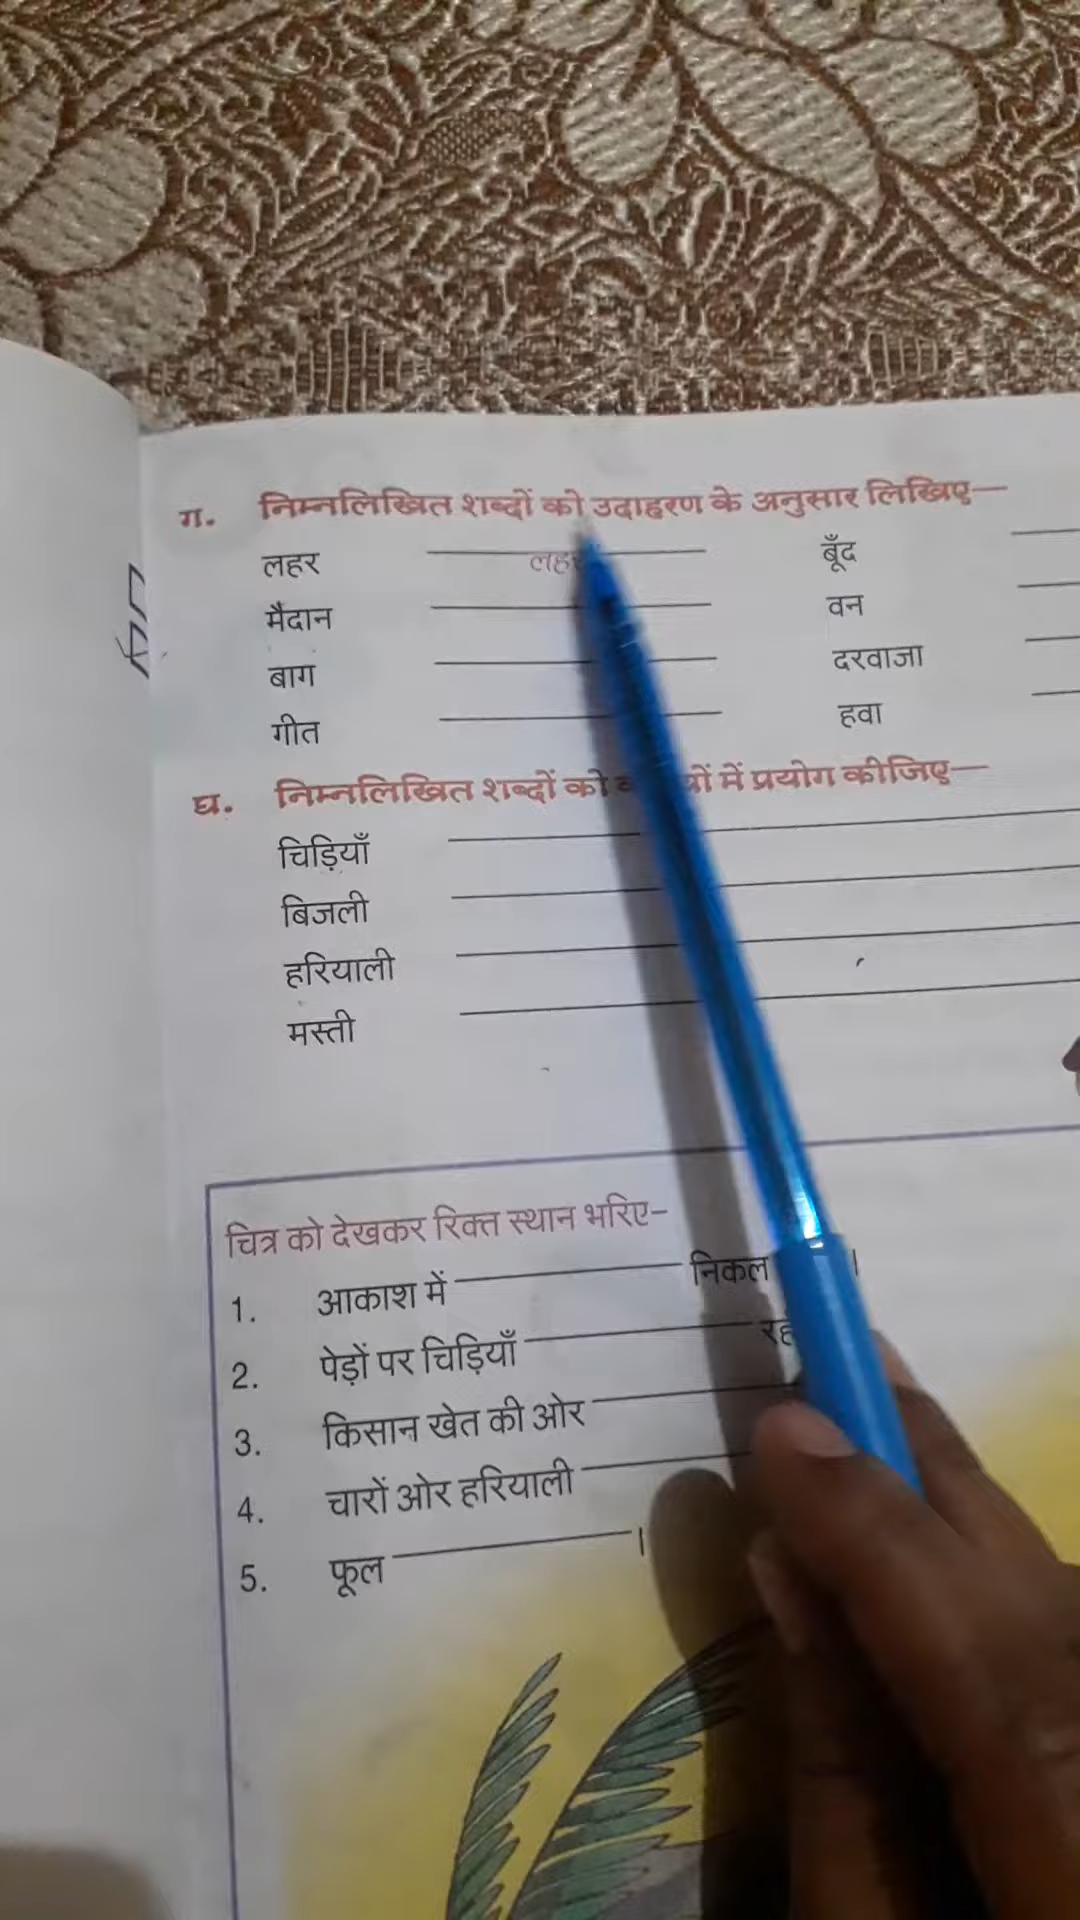 ग. निम्नलिखित शब्दों को उदाहरण के अनुसार लिखिए—
लहर बूँद
मैदान वन
बाग दरवाजा
गीत हवा
घ. निम्नलिखित शब्दों को में प्रयोग कीजिए—
चिड़ियाँ
बिजली
हरियाली
मस्ती
चित्र को देखकर रिक्त स्थान भरिए-
1. आकाश में ———— निकल ।
2. पेड़ों पर चिड़ियाँ ————
3. किसान खेत की ओर ————
4. चारों ओर हरियाली ————
5. फूल ————।